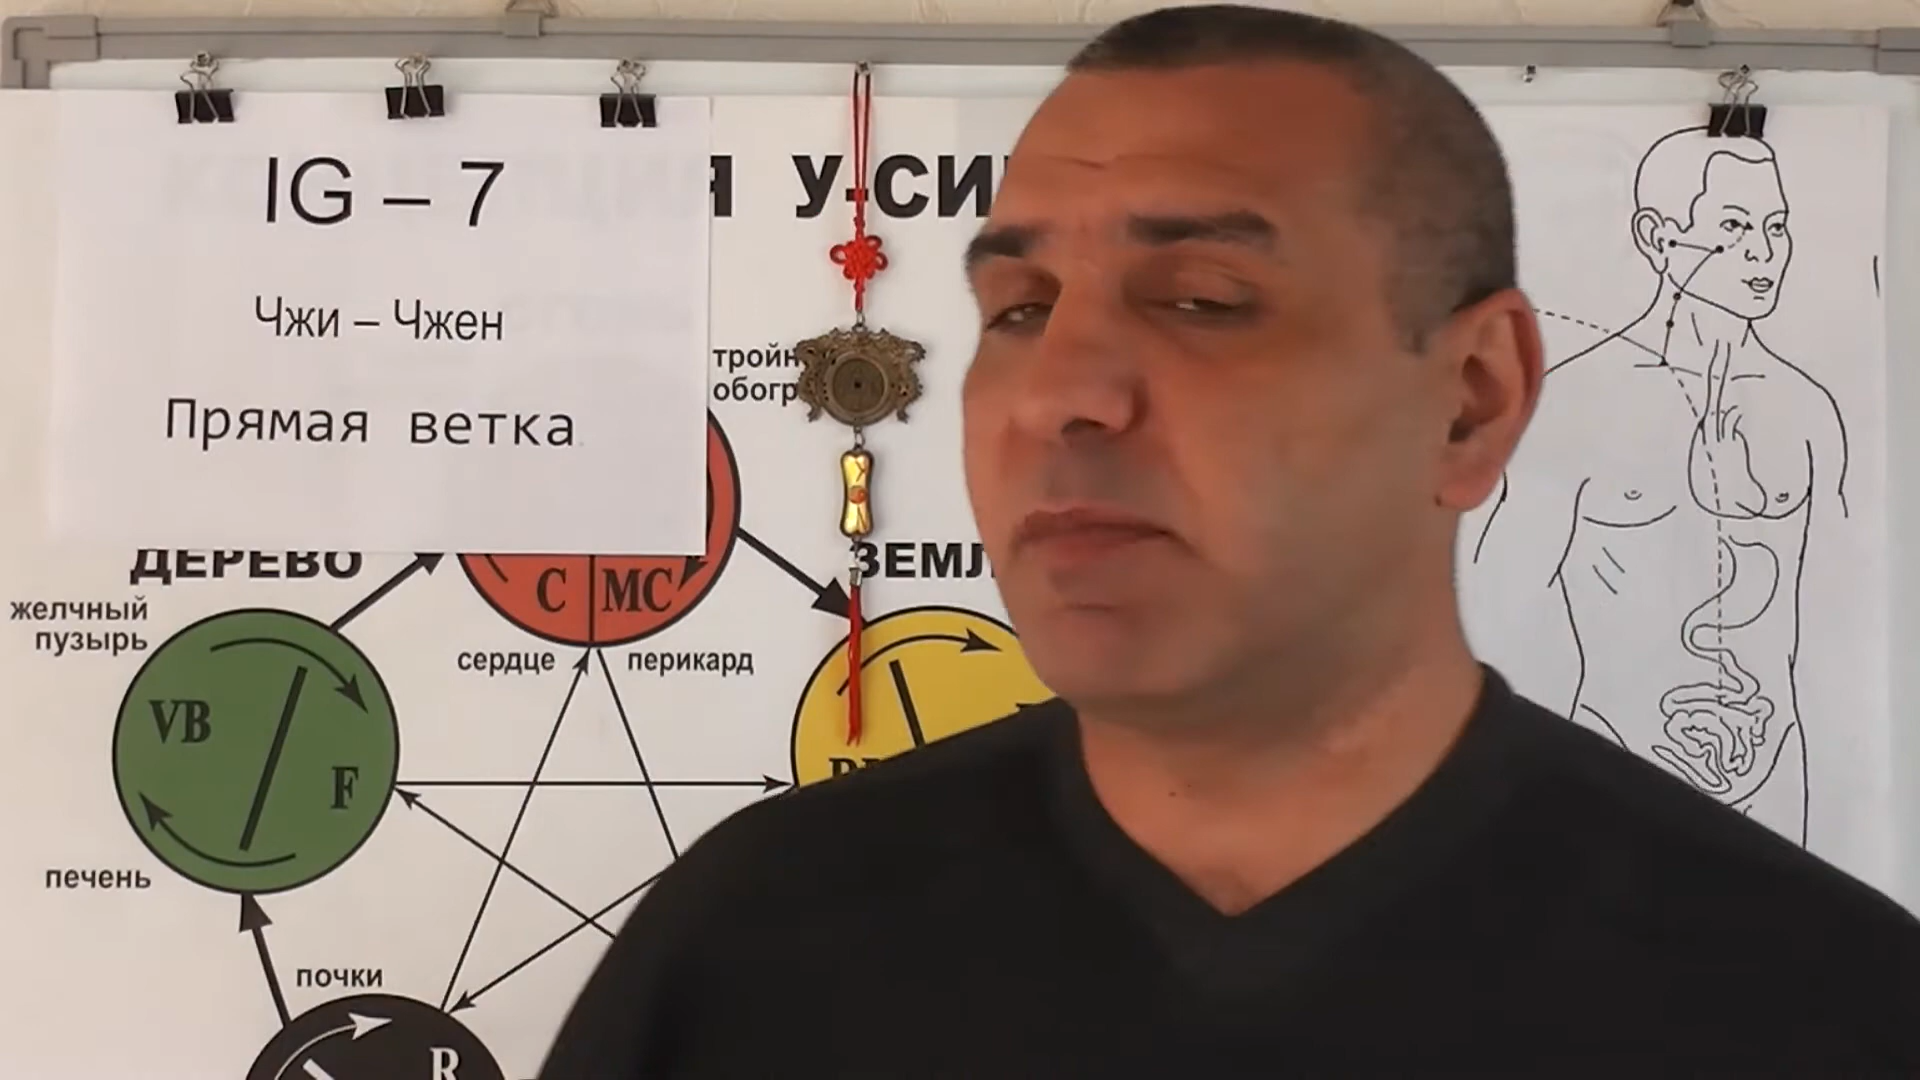 IG – 7
Чжи – Чжен
Прямая ветка
Я У-СИ
тройн
обогр
ДЕРЕВО
ЗЕМЛ
желчный
пузырь
C MC
сердце
перикард
VB
F
печень
почки
R